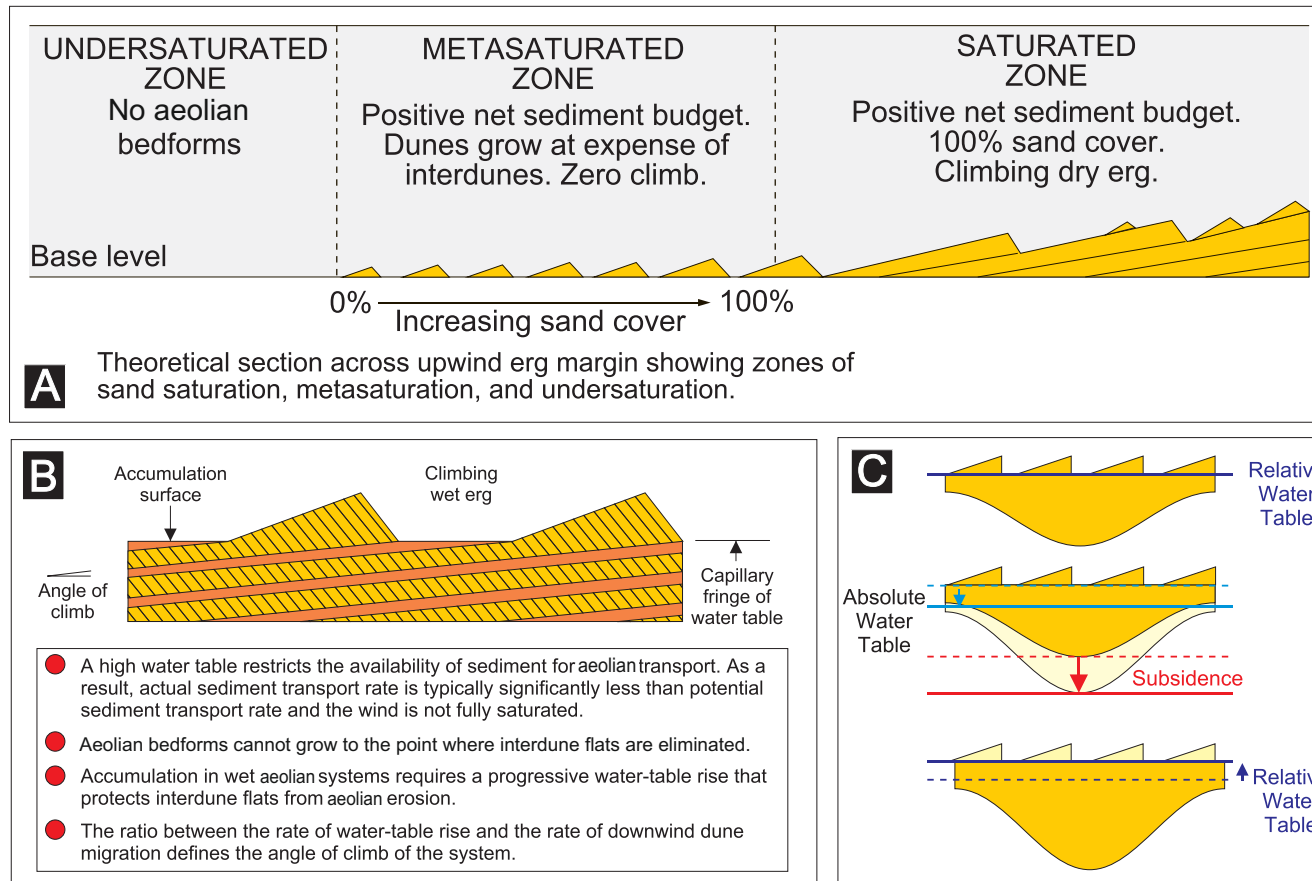 UNDERSATURATED
ZONE
No aeolian
bedforms
METASATURATED
ZONE
Positive net sediment budget.
Dunes grow at expense of
interdunes. Zero climb.
SATURATED
ZONE
Positive net sediment budget.
100% sand cover.
Climbing dry erg.
Base level
0%
100%
Increasing sand cover
A
Theoretical section across upwind erg margin showing zones of
sand saturation, metasaturation, and undersaturation.
B
Accumulation
surface
Climbing
wet erg
Angle of
climb
Capillary
fringe of
water table
A high water table restricts the availability of sediment for aeolian transport. As a
result, actual sediment transport rate is typically significantly less than potential
sediment transport rate and the wind is not fully saturated.
Aeolian bedforms cannot grow to the point where interdune flats are eliminated.
Accumulation in wet aeolian systems requires a progressive water-table rise that
protects interdune flats from aeolian erosion.
The ratio between the rate of water-table rise and the rate of downwind dune
migration defines the angle of climb of the system.
C
Relativ
Water
Table
Absolute
Water
Table
Subsidence
Relativ
Wate
Table